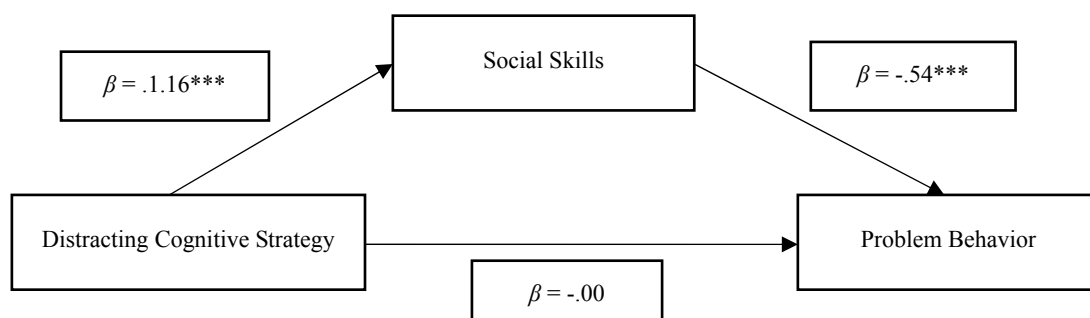 Social Skills
β = .1.16***
β = -.54***
Distracting Cognitive Strategy
Problem Behavior
β = -.00